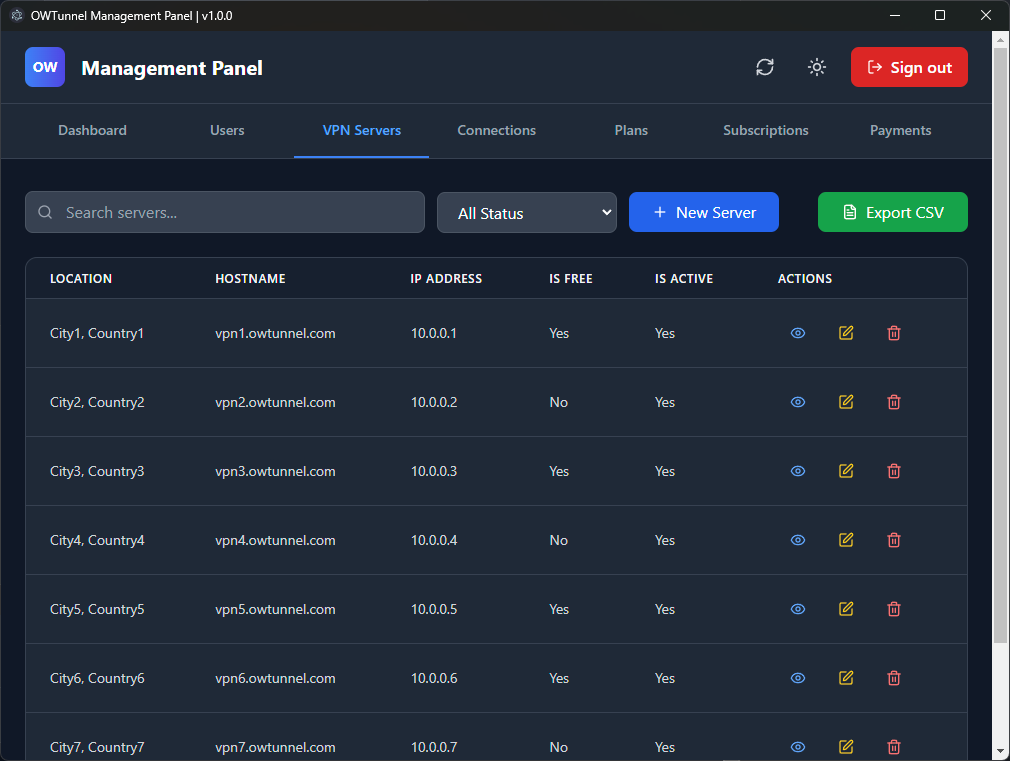 OWTunnel Management Panel | v1.0.0
OW Management Panel Sign out
Dashboard Users VPN Servers Connections Plans Subscriptions Payments
Search servers... All Status + New Server Export CSV
LOCATION HOSTNAME IP ADDRESS IS FREE IS ACTIVE ACTIONS
City1, Country1 vpn1.owtunnel.com 10.0.0.1 Yes Yes
City2, Country2 vpn2.owtunnel.com 10.0.0.2 No Yes
City3, Country3 vpn3.owtunnel.com 10.0.0.3 Yes Yes
City4, Country4 vpn4.owtunnel.com 10.0.0.4 No Yes
City5, Country5 vpn5.owtunnel.com 10.0.0.5 Yes Yes
City6, Country6 vpn6.owtunnel.com 10.0.0.6 Yes Yes
City7, Country7 vpn7.owtunnel.com 10.0.0.7 No Yes